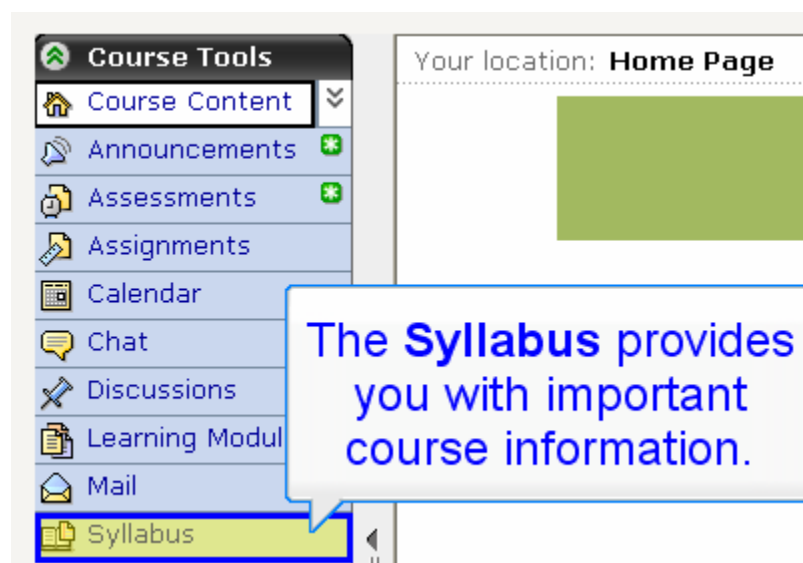 Course Tools
Your location: Home Page
Course Content
Announcements
Assessments
Assignments
Calendar
Chat
Discussions
Learning Modul
Mail
Syllabus
The Syllabus provides
you with important
course information.